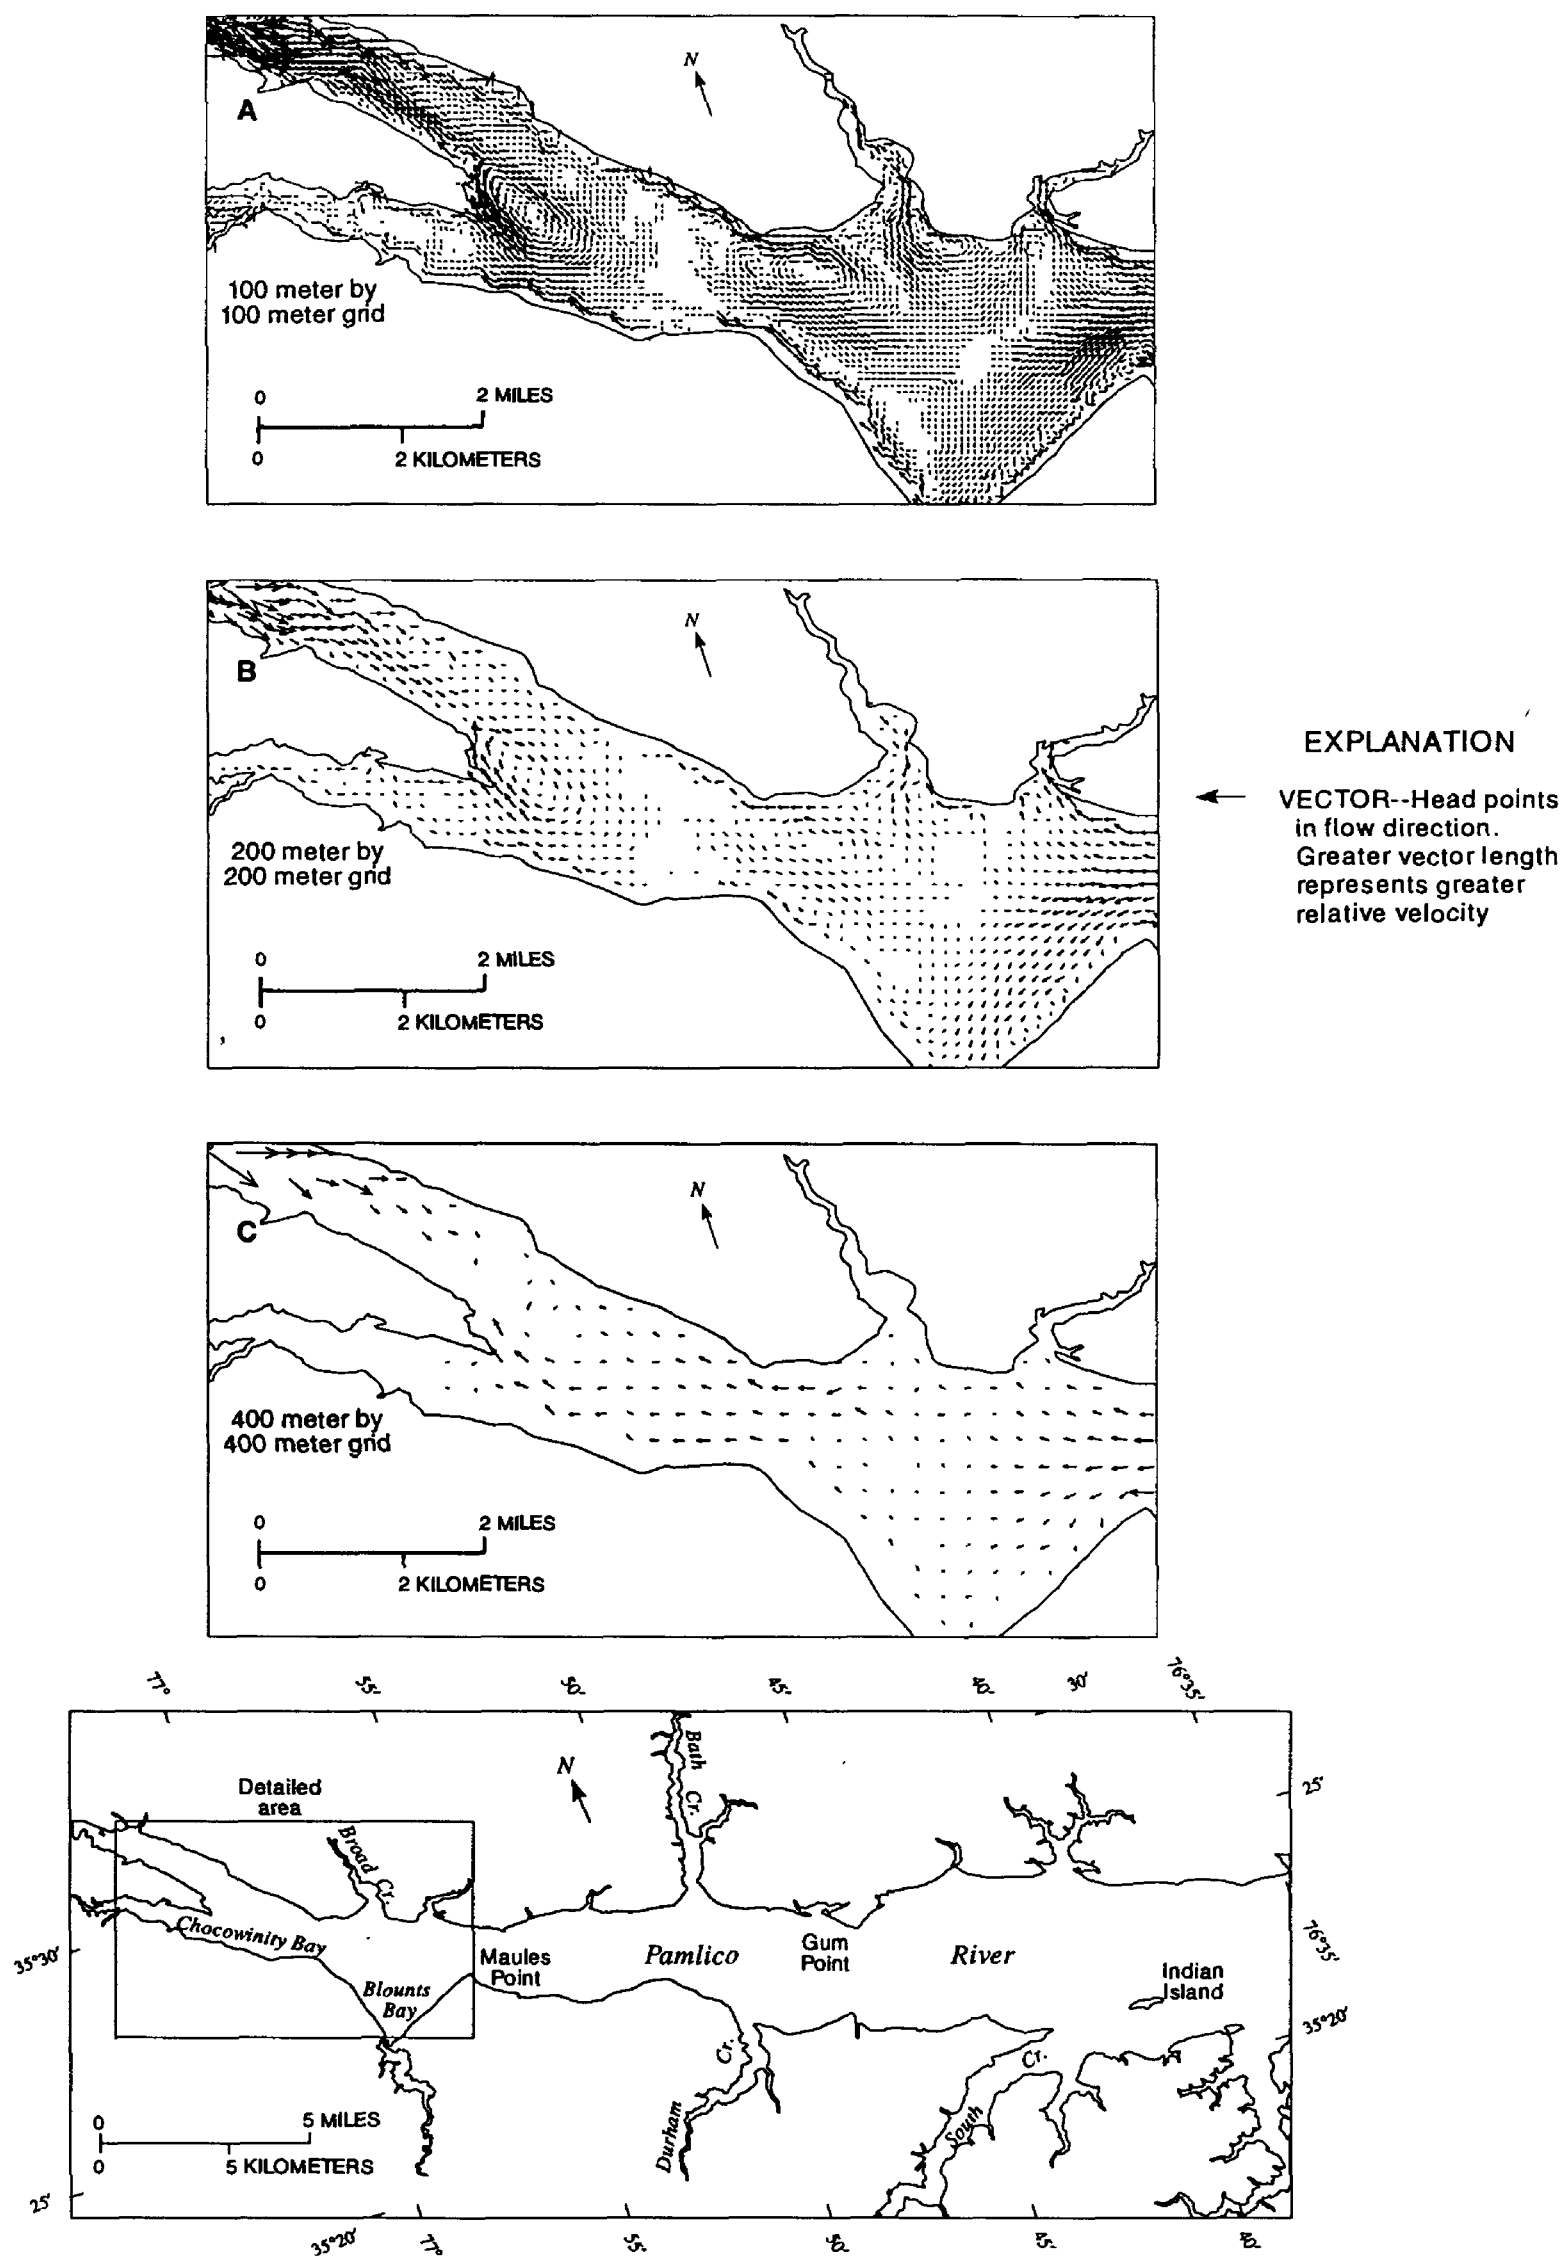 N
A
100 meter by
100 meter grid
0 2 MILES
0 2 KILOMETERS
N
B
200 meter by
200 meter grid
0 2 MILES
0 2 KILOMETERS
EXPLANATION
VECTOR--Head points
in flow direction.
Greater vector length
represents greater
relative velocity
N
C
400 meter by
400 meter grid
0 2 MILES
0 2 KILOMETERS
77° 55' 50' 45' 40' 30' 76°35'
N
Detailed
area
Broad Cr.
Bath Cr.
25'
Chocowinity Bay
35°30'
Maules
Point
Pamlico
Gum
Point
River
76°35'
Blounts
Bay
Indian
Island
35°20'
Durham Cr.
South Cr.
0 5 MILES
0 5 KILOMETERS
25'
35°20' 77° 55' 50' 45' 40'